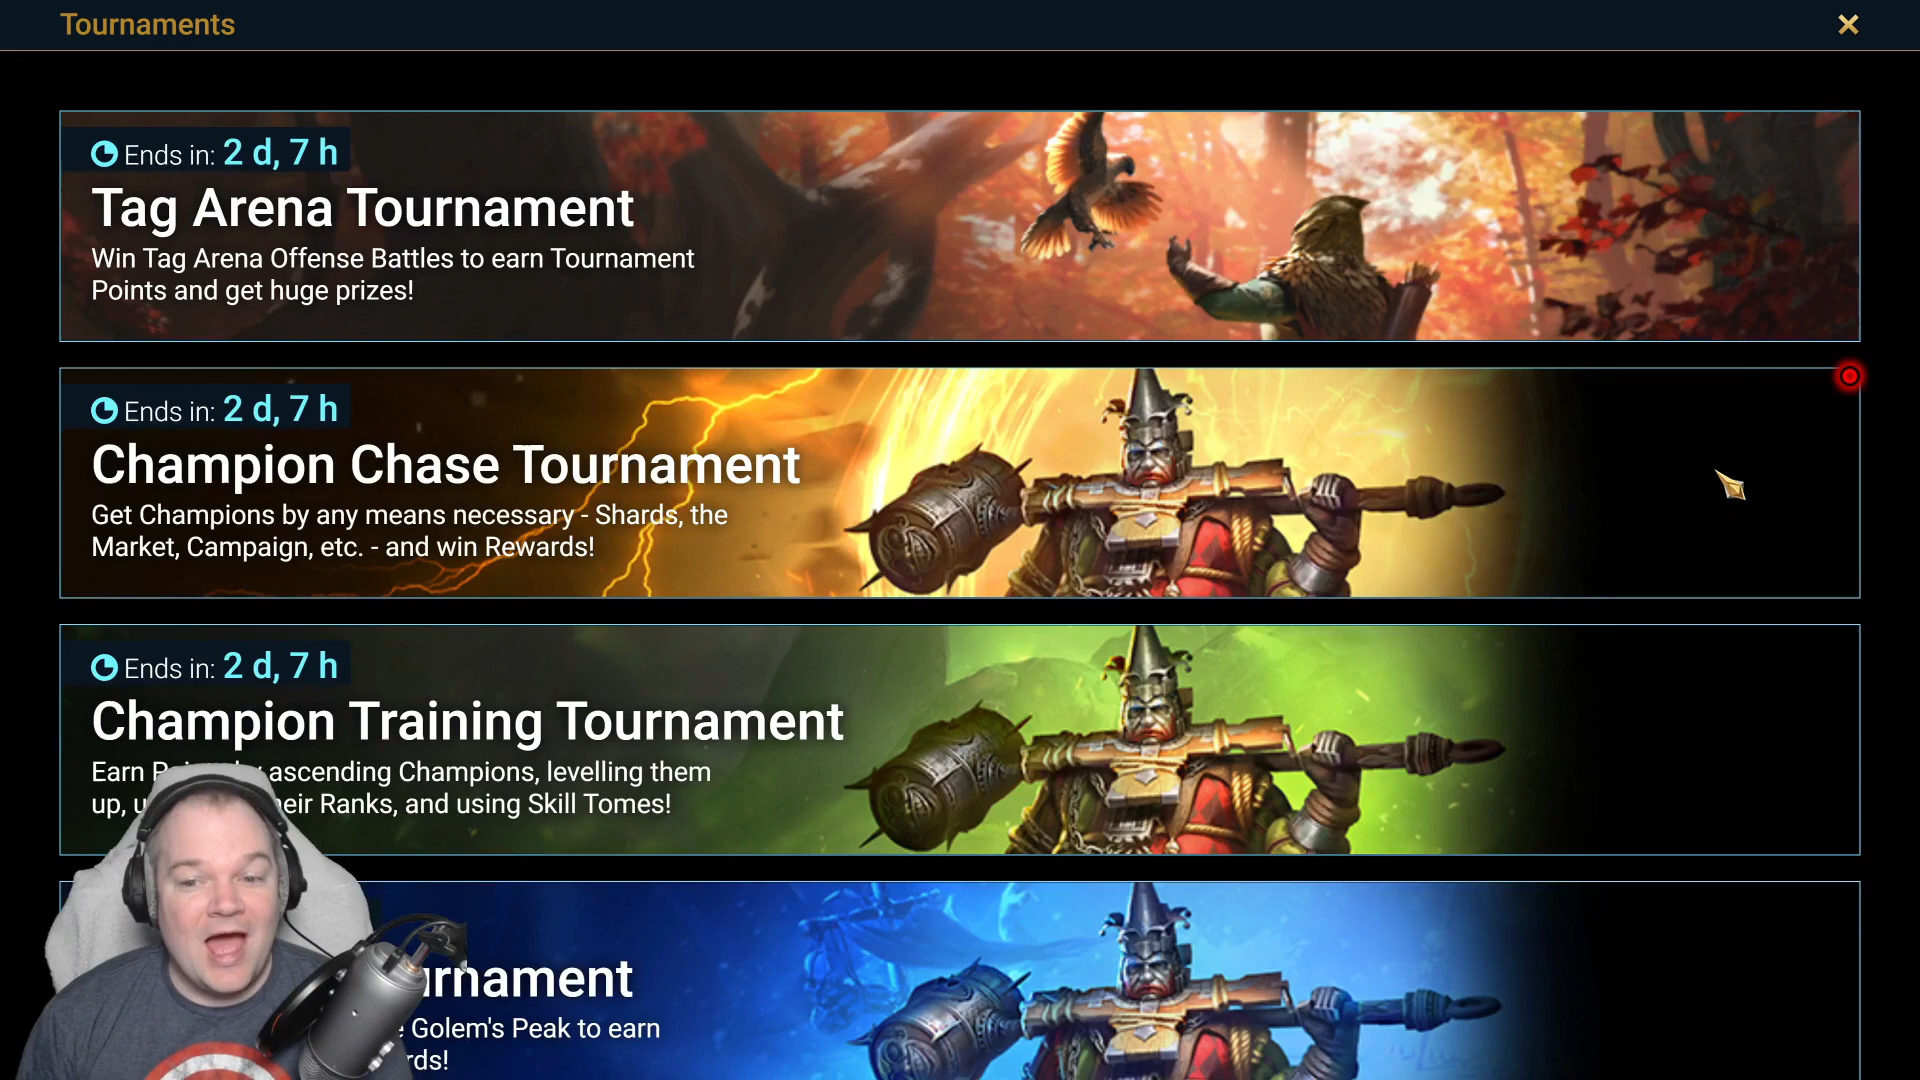 Tournaments
Ends in: 2 d, 7 h
Tag Arena Tournament
Win Tag Arena Offense Battles to earn Tournament
Points and get huge prizes!
Ends in: 2 d, 7 h
Champion Chase Tournament
Get Champions by any means necessary - Shards, the
Market, Campaign, etc. - and win Rewards!
Ends in: 2 d, 7 h
Champion Training Tournament
Earn ascending Champions, levelling them
up, Ranks, and using Skill Tomes!
Golem's Peak to earn